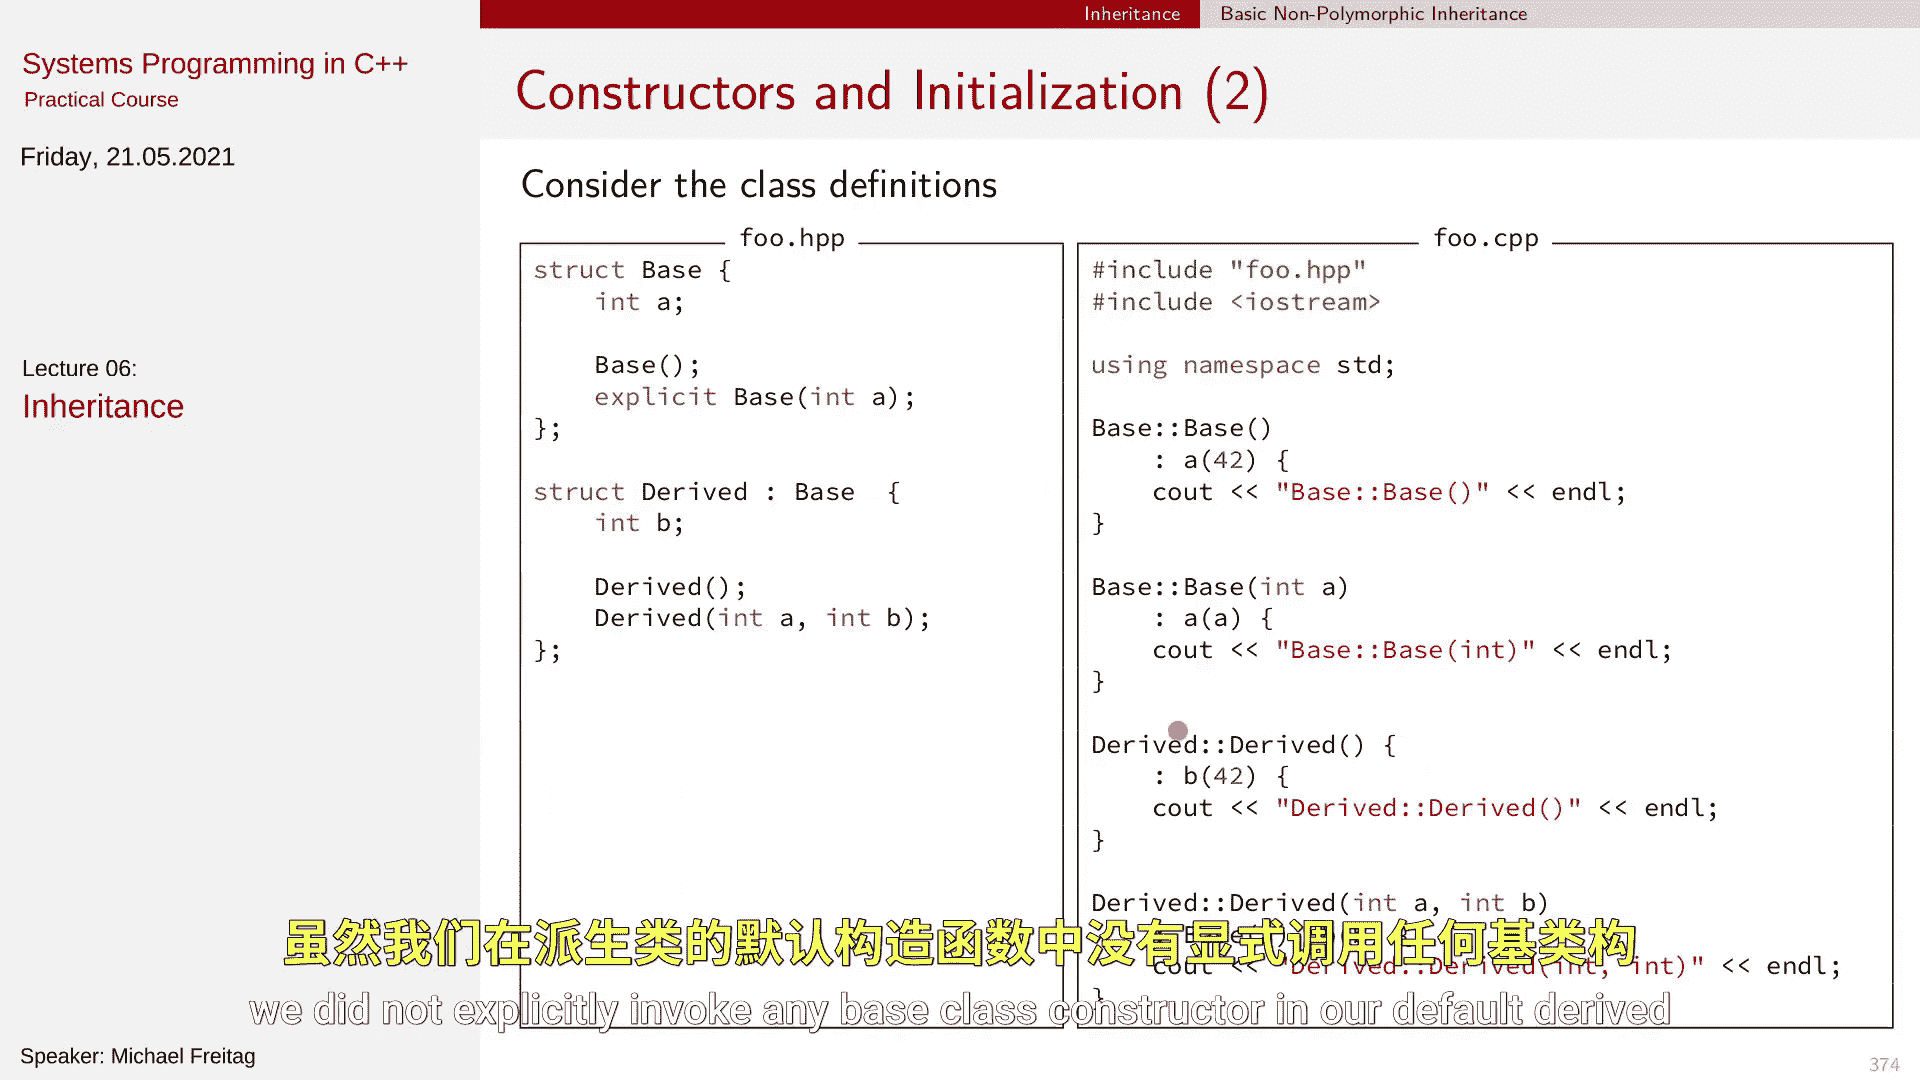 Inheritance
Basic Non-Polymorphic Inheritance
Systems Programming in C++
Practical Course
Friday, 21.05.2021
Lecture 06:
Inheritance
Constructors and Initialization (2)
Consider the class definitions
foo.hpp
struct Base {
    int a;

    Base();
    explicit Base(int a);
};

struct Derived : Base  {
    int b;

    Derived();
    Derived(int a, int b);
};
foo.cpp
#include "foo.hpp"
#include <iostream>

using namespace std;

Base::Base()
    : a(42) {
    cout << "Base::Base()" << endl;
}

Base::Base(int a)
    : a(a) {
    cout << "Base::Base(int)" << endl;
}

Derived::Derived() {
    : b(42) {
    cout << "Derived::Derived()" << endl;
}

Derived::Derived(int a, int b)
    cout << "Derived::Derived(int, int)" << endl;
}
虽然我们在派生类的默认构造函数中没有显式调用任何基类构
we did not explicitly invoke any base class constructor in our default derived
Speaker: Michael Freitag
374